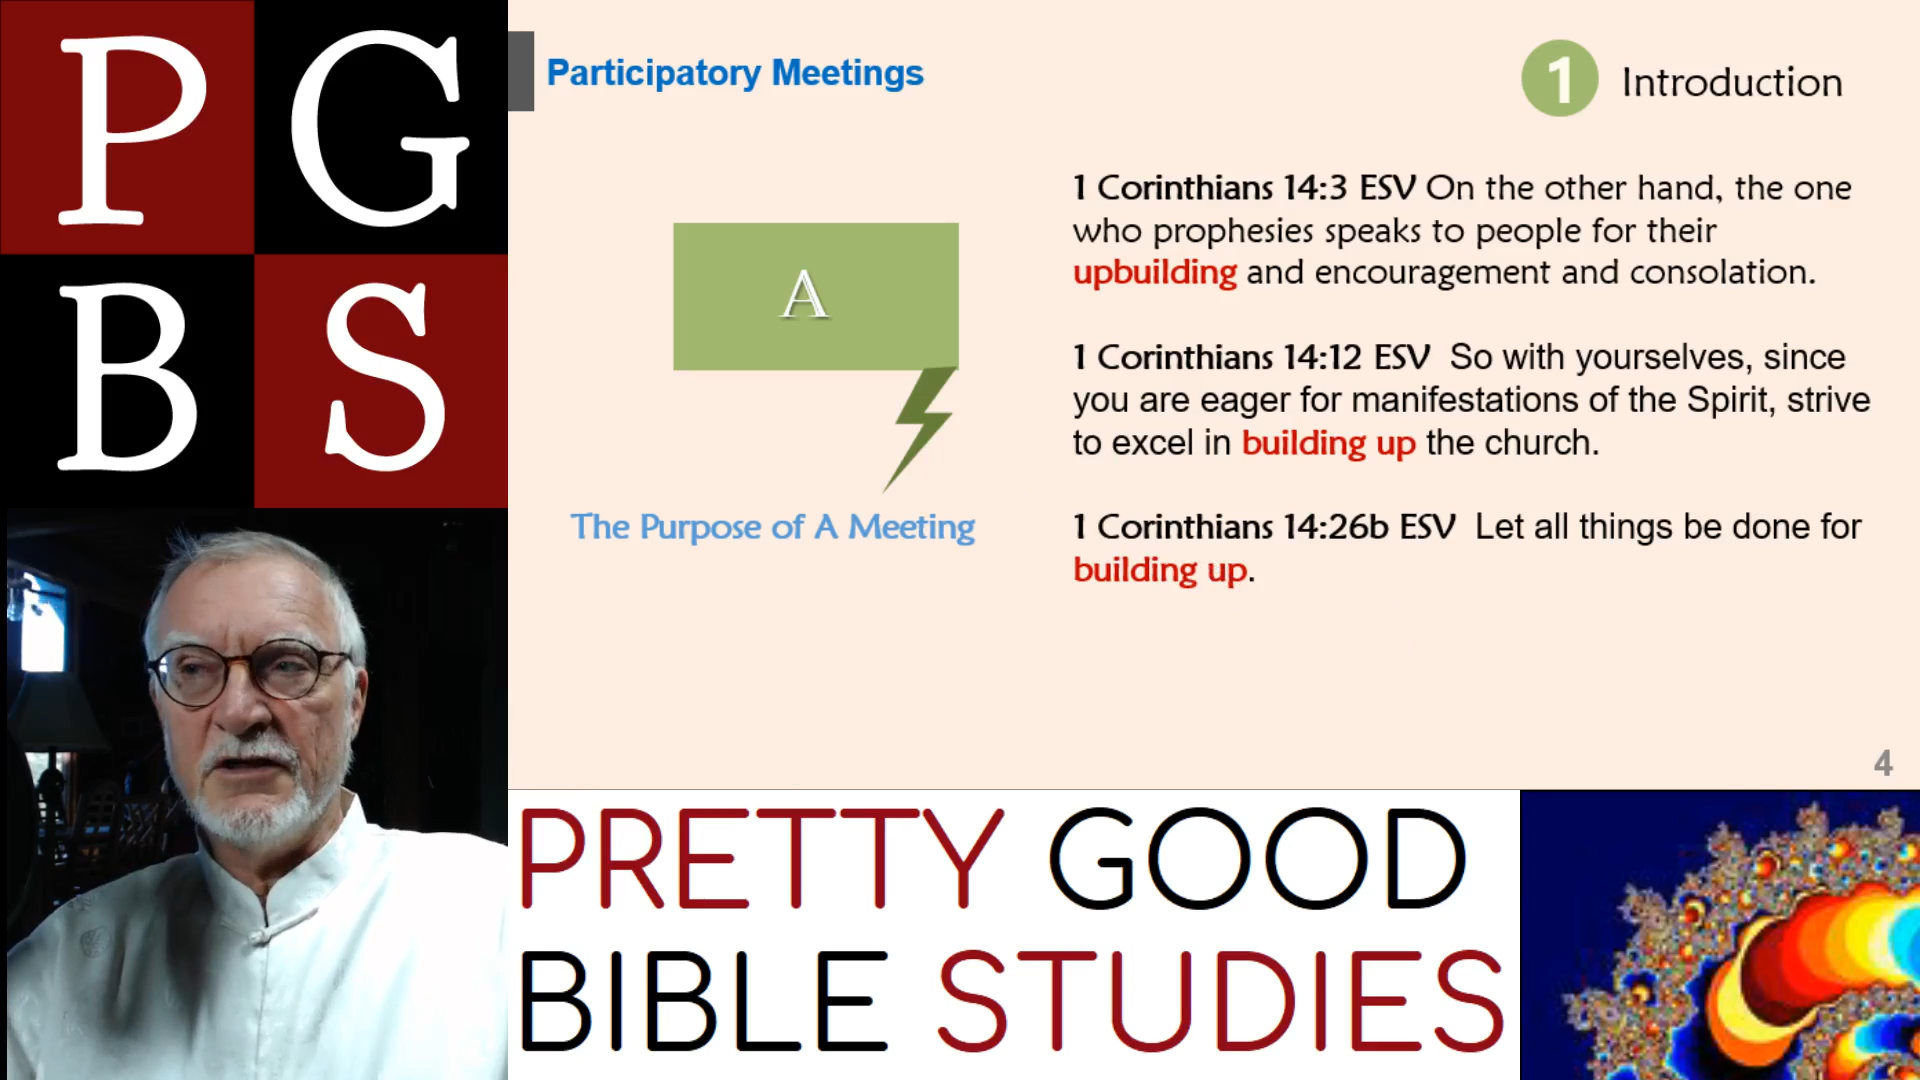 P G
B S
Participatory Meetings
1 Introduction
A
The Purpose of A Meeting
1 Corinthians 14:3 ESV On the other hand, the one
who prophesies speaks to people for their
upbuilding and encouragement and consolation.
1 Corinthians 14:12 ESV So with yourselves, since
you are eager for manifestations of the Spirit, strive
to excel in building up the church.
1 Corinthians 14:26b ESV Let all things be done for
building up.
4
PRETTY GOOD
BIBLE STUDIES